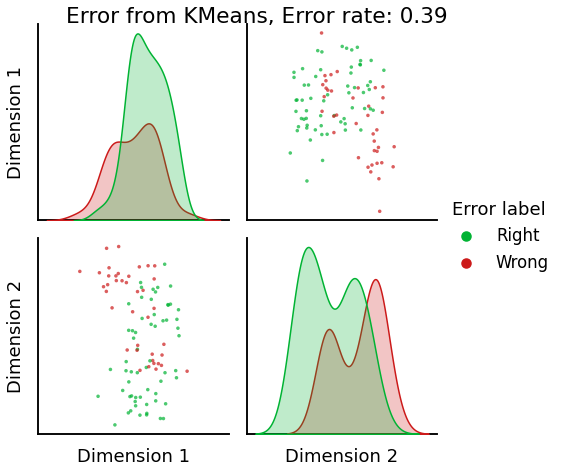 Error from KMeans, Error rate: 0.39
Dimension 1
Error label
Right
Wrong
Dimension 2
Dimension 1
Dimension 2